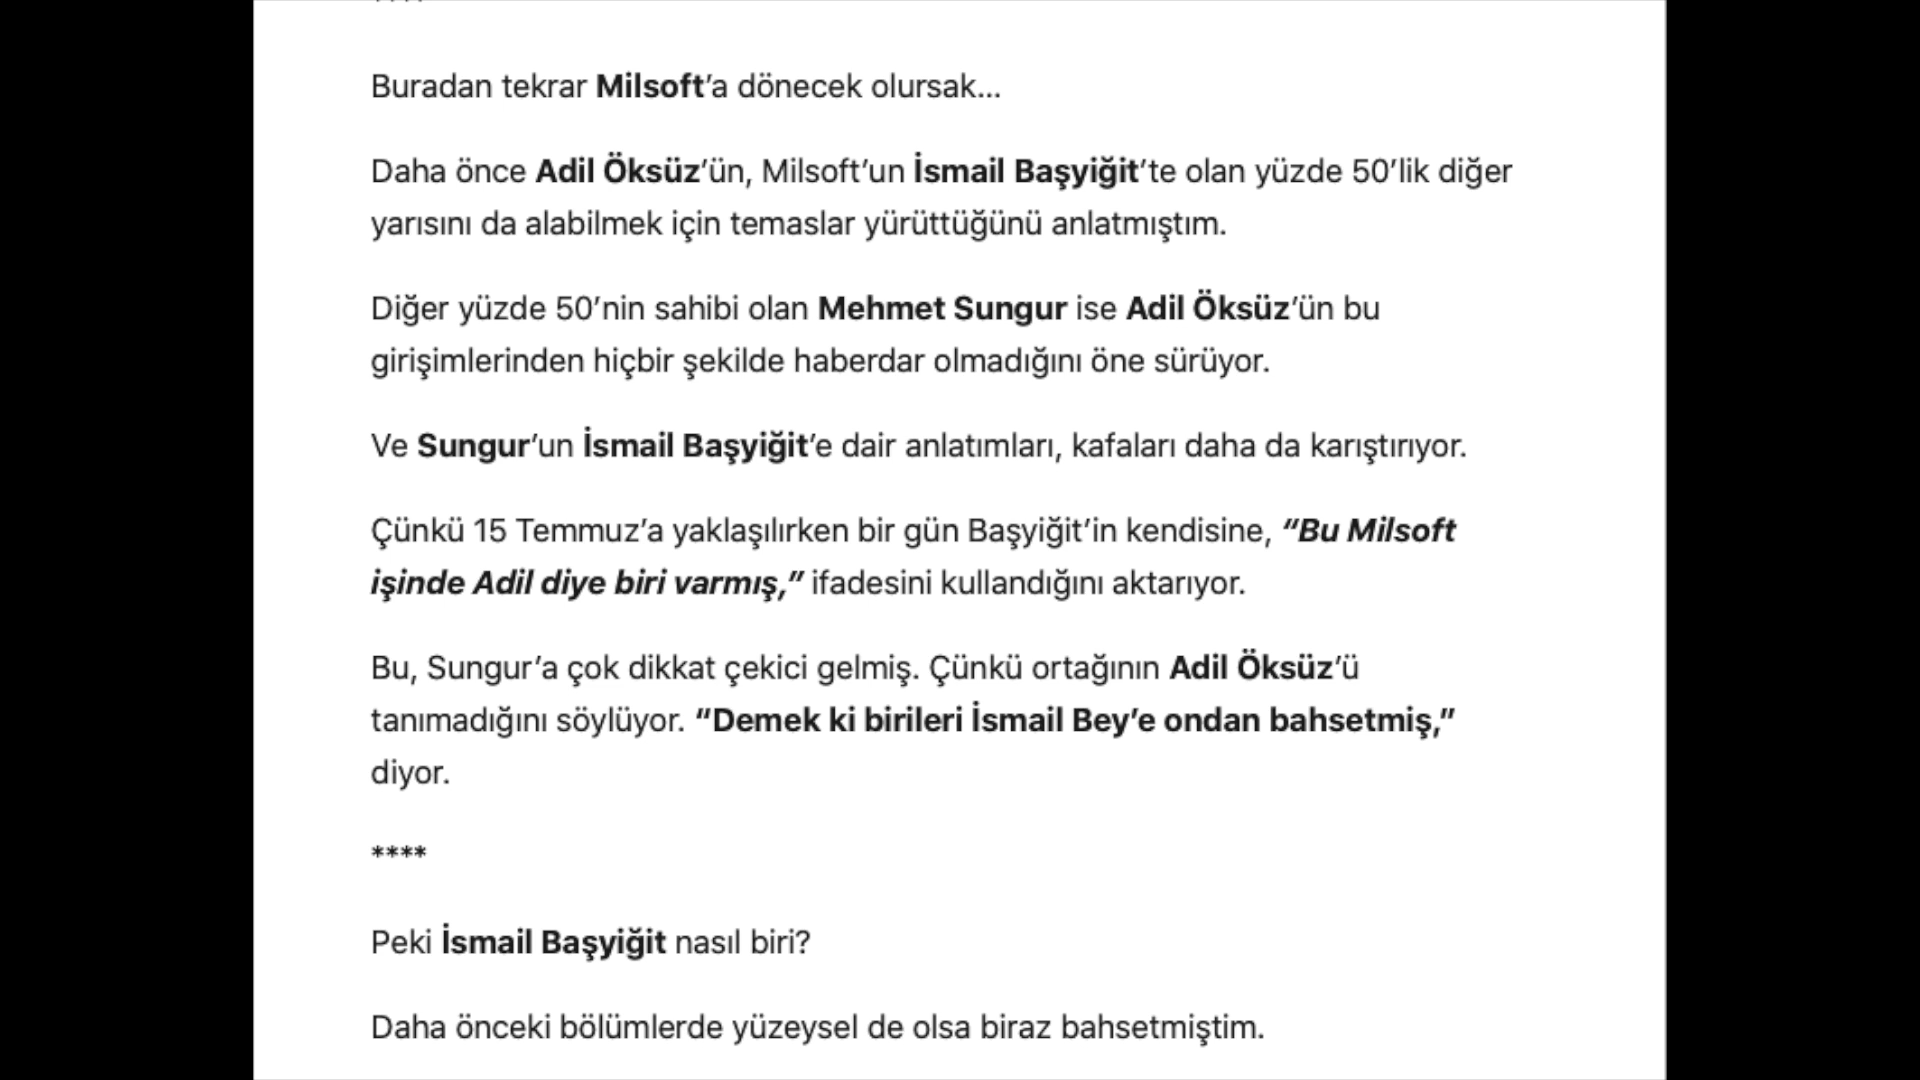 Buradan tekrar Milsoft’a dönecek olursak...
Daha önce Adil Öksüz’ün, Milsoft’un İsmail Başyiğit’te olan yüzde 50’lik diğer
yarısını da alabilmek için temaslar yürüttüğünü anlatmıştım.
Diğer yüzde 50’nin sahibi olan Mehmet Sungur ise Adil Öksüz’ün bu
girişimlerinden hiçbir şekilde haberdar olmadığını öne sürüyor.
Ve Sungur’un İsmail Başyiğit’e dair anlatımları, kafaları daha da karıştırıyor.
Çünkü 15 Temmuz’a yaklaşılırken bir gün Başyiğit’in kendisine, “Bu Milsoft
işinde Adil diye biri varmış,” ifadesini kullandığını aktarıyor.
Bu, Sungur’a çok dikkat çekici gelmiş. Çünkü ortağının Adil Öksüz’ü
tanımadığını söylüyor. “Demek ki birileri İsmail Bey’e ondan bahsetmiş,”
diyor.
****
Peki İsmail Başyiğit nasıl biri?
Daha önceki bölümlerde yüzeysel de olsa biraz bahsetmiştim.